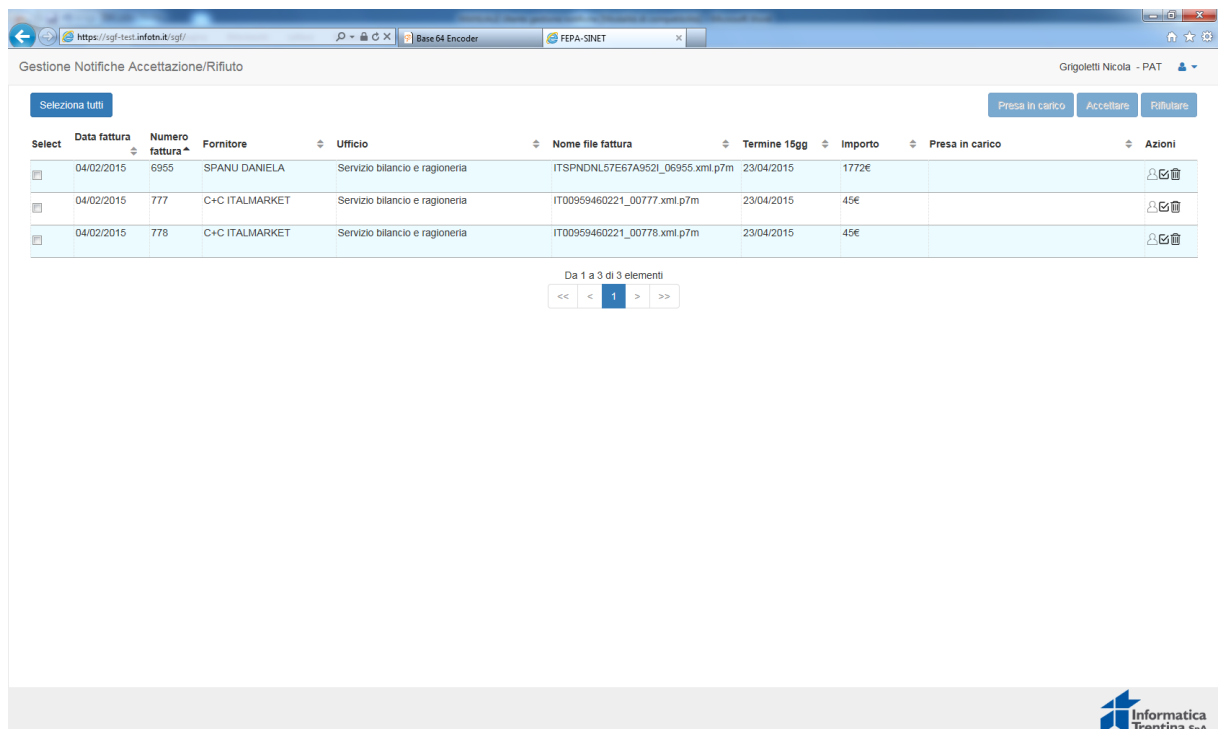 https://sgf-test.infotn.it/sgf/
Base 64 Encoder
FEPA-SINET
Gestione Notifiche Accettazione/Rifiuto
Grigoletti Nicola - PAT
Seleziona tutti
Presa in carico Accettare Rifiutare
Select Data fattura Numero fattura Fornitore Ufficio Nome file fattura Termine 15gg Importo Presa in carico Azioni
04/02/2015 6955 SPANU DANIELA Servizio bilancio e ragioneria ITSPNDNL57E67A952I_06955.xml.p7m 23/04/2015 1772€
04/02/2015 777 C+C ITALMARKET Servizio bilancio e ragioneria IT00959460221_00777.xml.p7m 23/04/2015 45€
04/02/2015 778 C+C ITALMARKET Servizio bilancio e ragioneria IT00959460221_00778.xml.p7m 23/04/2015 45€
Da 1 a 3 di 3 elementi
<< < 1 > >>
Informatica
Trentina SpA